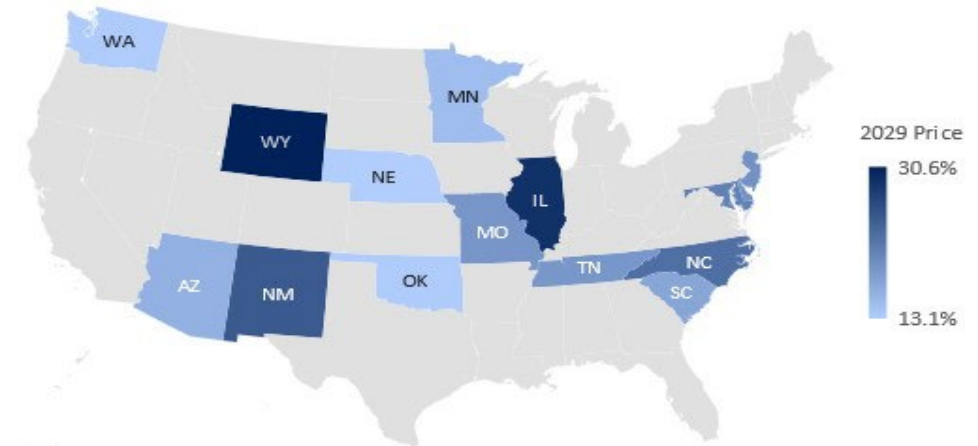 WA
MN
WY
NE
IL
MO
OK
AZ
NM
TN
NC
SC
2029 Price
30.6%
13.1%